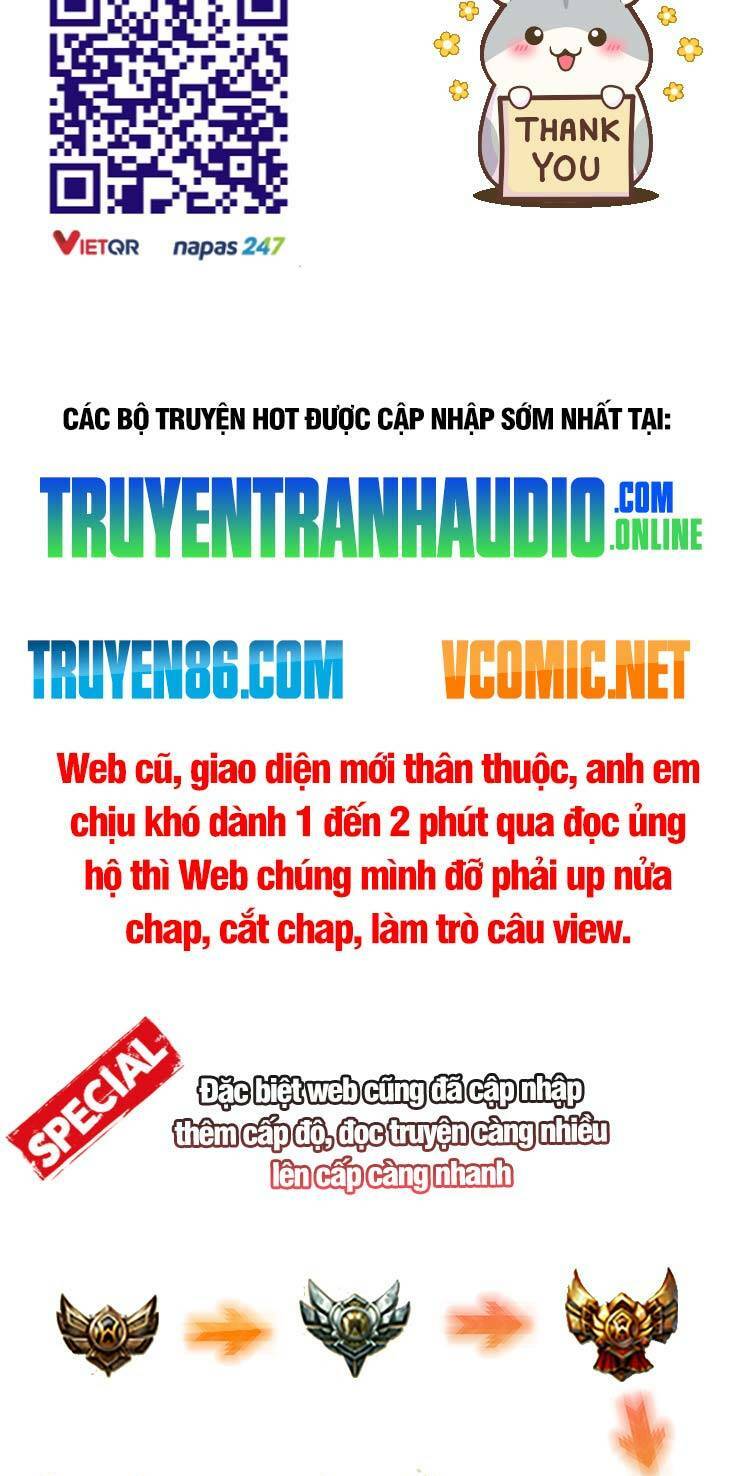 THANK
YOU
VIETQR napas 247
CÁC BỘ TRUYỆN HOT ĐƯỢC CẬP NHẬP SỚM NHẤT TẠI:
TRUYENTRANHAUDIO.COM
.ONLINE
TRUYEN86.COM VCOMIC.NET
Web cũ, giao diện mới thân thuộc, anh em
chịu khó dành 1 đến 2 phút qua đọc ủng
hộ thì Web chúng mình đỡ phải up nửa
chap, cắt chap, làm trò câu view.
SPECIAL
Đặc biệt web cũng đã cập nhập
thêm cấp độ, đọc truyện càng nhiều
lên cấp càng nhanh